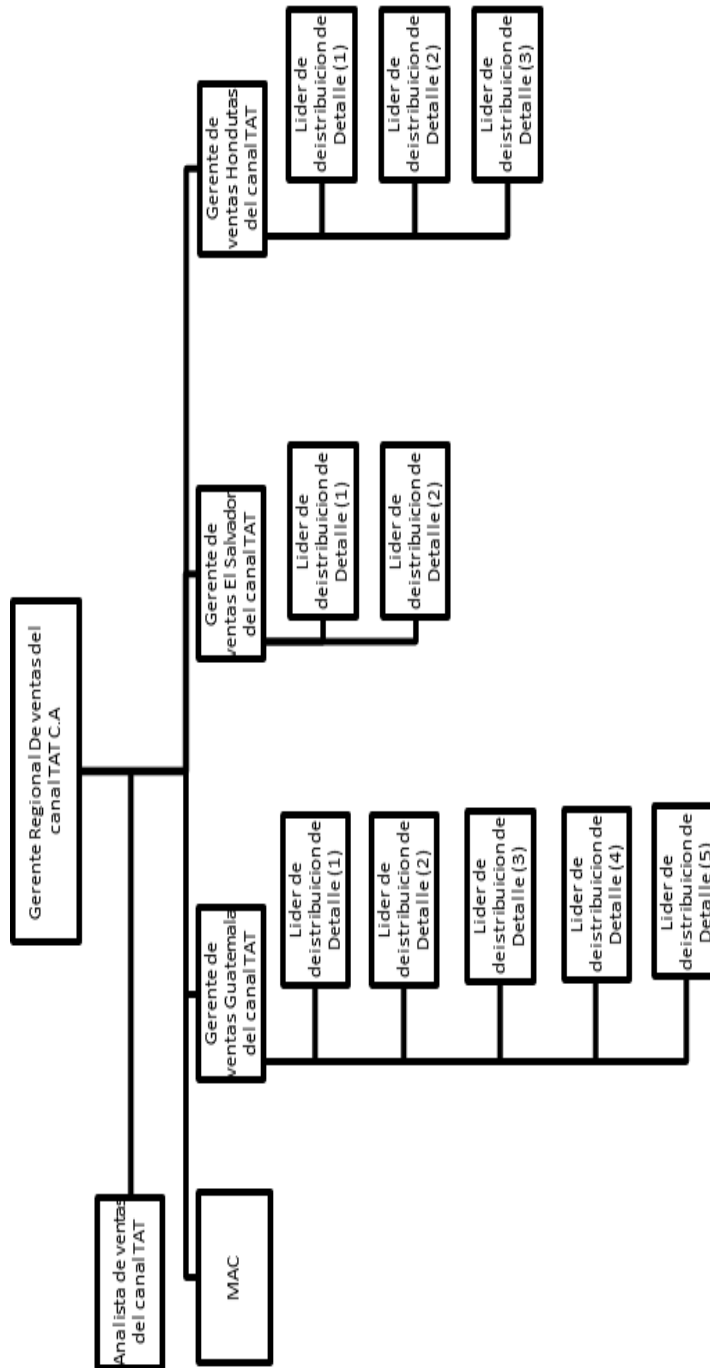 Gerente Regional De ventas del
canal TAT C.A
Analista de ventas
del canal TAT
MAC
Gerente de
ventas Guatemala
del canal TAT
Lider de
deistribuicion de
Detalle (1)
Lider de
deistribuicion de
Detalle (2)
Lider de
deistribuicion de
Detalle (3)
Lider de
deistribuicion de
Detalle (4)
Lider de
deistribuicion de
Detalle (5)
Gerente de
ventas El Salvador
del canal TAT
Lider de
deistribuicion de
Detalle (1)
Lider de
deistribuicion de
Detalle (2)
Gerente de
ventas Hondutas
del canal TAT
Lider de
deistribuicion de
Detalle (1)
Lider de
deistribuicion de
Detalle (2)
Lider de
deistribuicion de
Detalle (3)